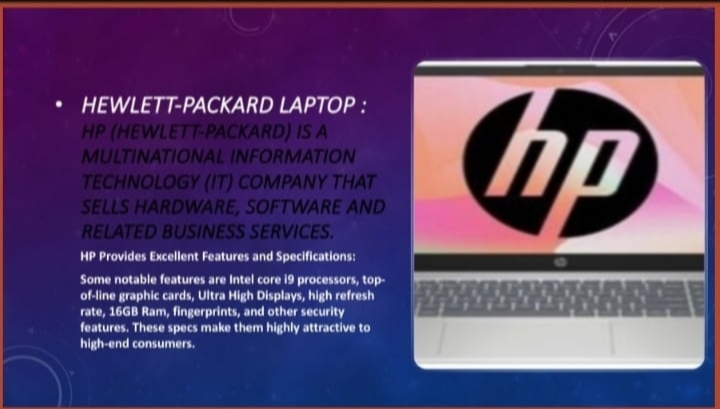 • HEWLETT-PACKARD LAPTOP :
HP (HEWLETT-PACKARD) IS A
MULTINATIONAL INFORMATION
TECHNOLOGY (IT) COMPANY THAT
SELLS HARDWARE, SOFTWARE AND
RELATED BUSINESS SERVICES.
HP Provides Excellent Features and Specifications:
Some notable features are Intel core i9 processors, top-
of-line graphic cards, Ultra High Displays, high refresh
rate, 16GB Ram, fingerprints, and other security
features. These specs make them highly attractive to
high-end consumers.
hp
hp